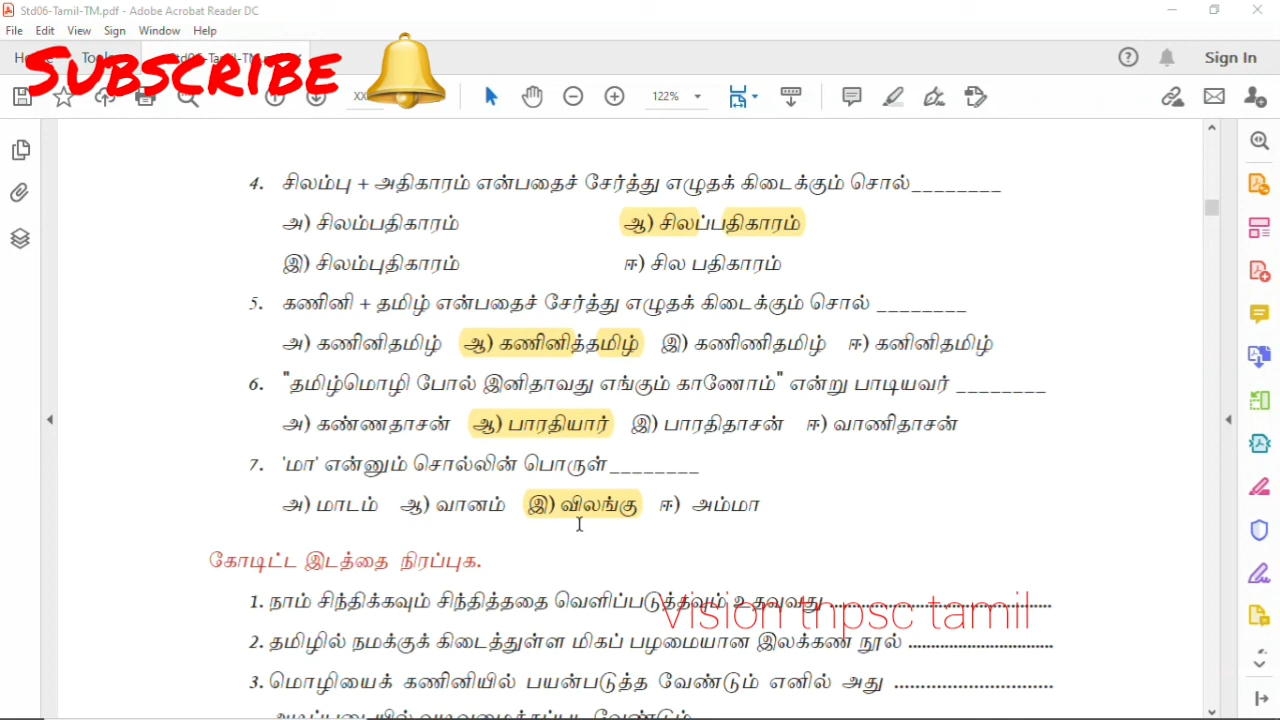 Std06-Tamil-TM.pdf - Adobe Acrobat Reader DC
File Edit View Sign Window Help
SUBSCRIBE
Sign In
122%
4. சிலம்பு + அதிகாரம் என்பதைச் சேர்த்து எழுதக் கிடைக்கும் சொல்________
அ) சிலம்பதிகாரம் ஆ) சிலப்பதிகாரம்
இ) சிலம்புதிகாரம் ஈ) சில பதிகாரம்
5. கணினி + தமிழ் என்பதைச் சேர்த்து எழுதக் கிடைக்கும் சொல் ________
அ) கணினிதமிழ் ஆ) கணினித்தமிழ் இ) கணிணிதமிழ் ஈ) கனினிதமிழ்
6. "தமிழ்மொழி போல் இனிதாவது எங்கும் காணோம்" என்று பாடியவர் ________
அ) கண்ணதாசன் ஆ) பாரதியார் இ) பாரதிதாசன் ஈ) வாணிதாசன்
7. 'மா' என்னும் சொல்லின் பொருள்________
அ) மாடம் ஆ) வானம் இ) விலங்கு ஈ) அம்மா
கோடிட்ட இடத்தை நிரப்புக.
1. நாம் சிந்திக்கவும் சிந்தித்ததை வெளிப்படுத்தவும் உதவுவது ..........
Vision tnpsc tamil
2. தமிழில் நமக்குக் கிடைத்துள்ள மிகப் பழமையான இலக்கண நூல் ..........
3. மொழியைக் கணினியில் பயன்படுத்த வேண்டும் எனில் அது ..........